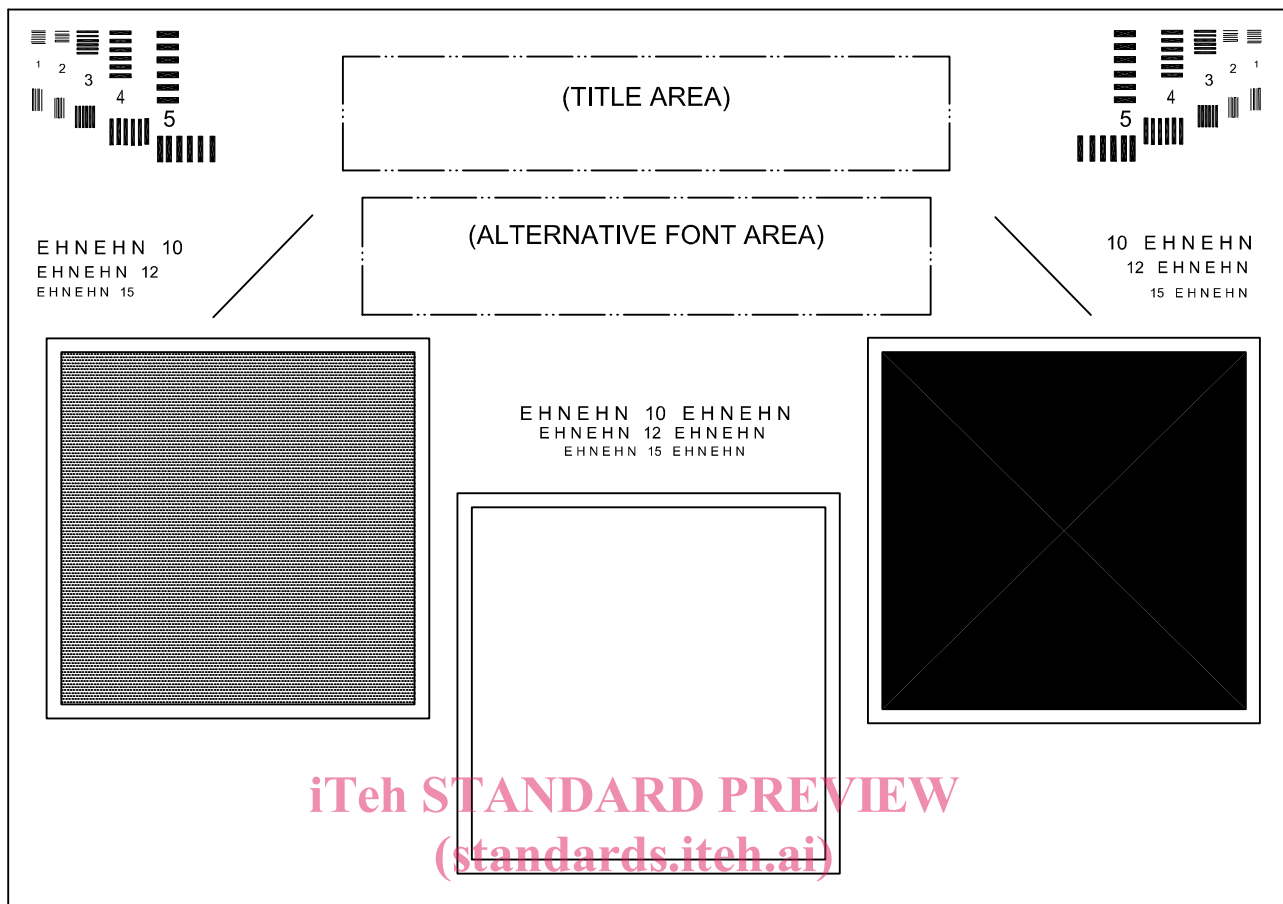 1 2 3 4 5
5 4 3 2 1
(TITLE AREA)
(ALTERNATIVE FONT AREA)
EHNEHN 10
EHNEHN 12
EHNEHN 15
10 EHNEHN
12 EHNEHN
15 EHNEHN
EHNEHN 10 EHNEHN
EHNEHN 12 EHNEHN
EHNEHN 15 EHNEHN
iTeh STANDARD PREVIEW
(standards.iteh.ai)